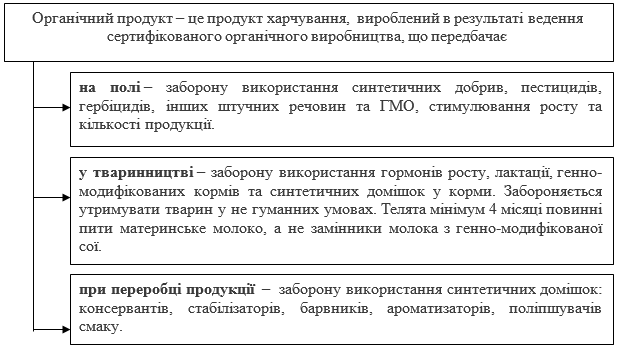 Органічний продукт – це продукт харчування, вироблений в результаті ведення
сертифікованого органічного виробництва, що передбачає
на полі – заборону використання синтетичних добрив, пестицидів,
гербіцидів, інших штучних речовин та ГМО, стимулювання росту та
кількості продукції.
у тваринництві – заборону використання гормонів росту, лактації, генно-
модифікованих кормів та синтетичних домішок у корми. Забороняється
утримувати тварин у не гуманних умовах. Телята мінімум 4 місяці повинні
пити материнське молоко, а не замінники молока з генно-модифікованої
сої.
при переробці продукції – заборону використання синтетичних домішок:
консервантів, стабілізаторів, барвників, ароматизаторів, поліпшувачів
смаку.